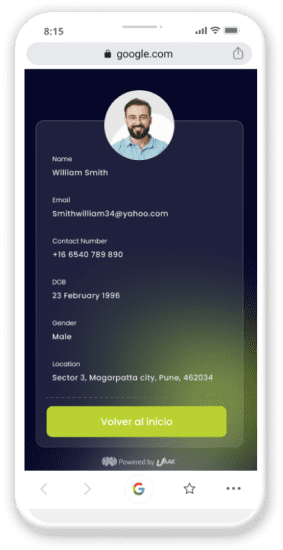 8:15
google.com
Name
William Smith
Email
Smithwilliam34@yahoo.com
Contact Number
+16 6540 789 890
DOB
23 February 1996
Gender
Male
Location
Sector 3, Magarpatta city, Pune, 462034
Volver al inicio
Powered by